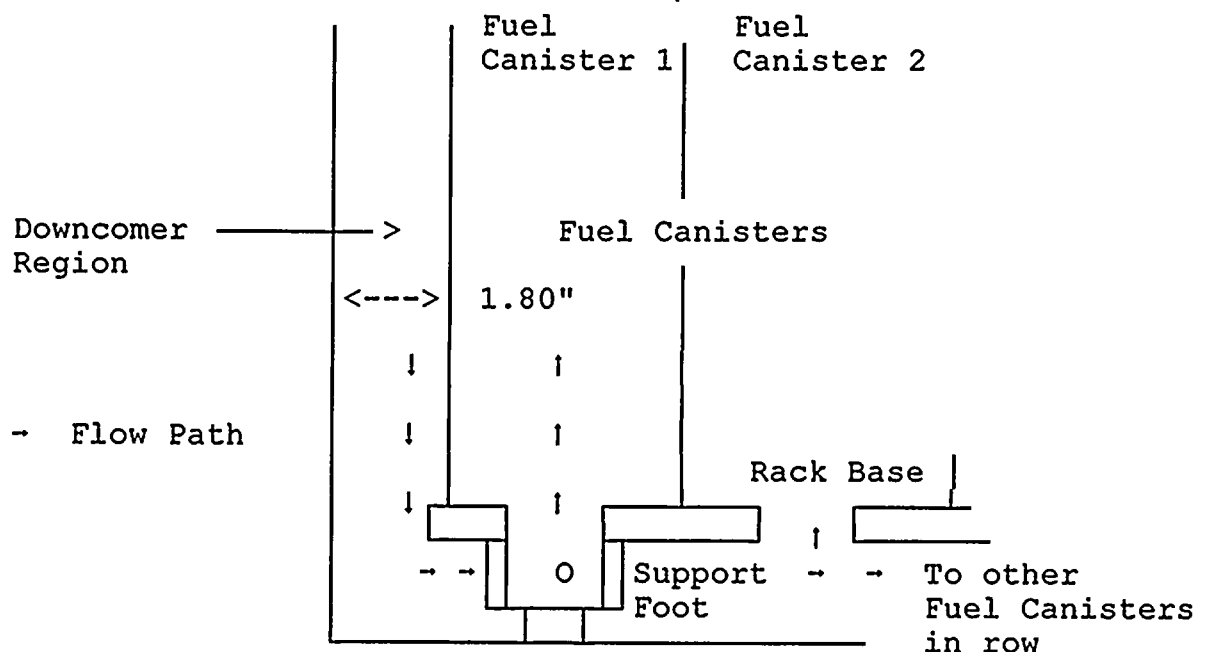 Fuel
Canister 1
Fuel
Canister 2
Downcomer ————>
Region
Fuel Canisters
<---> 1.80"
→ Flow Path
Rack Base
Support
Foot
O
→ → To other
Fuel Canisters
in row